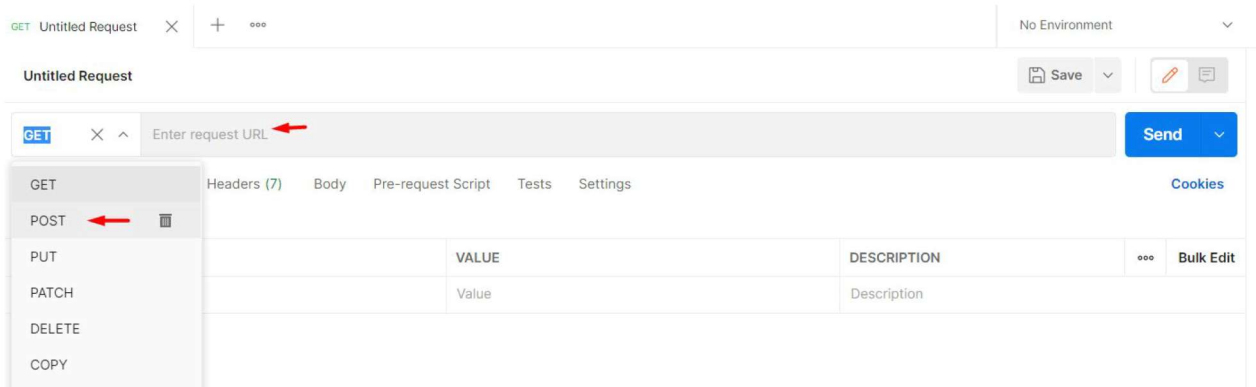 GET Untitled Request
No Environment
Untitled Request
Save
GET Enter request URL Send
GET Headers (7) Body Pre-request Script Tests Settings Cookies
POST
PUT VALUE DESCRIPTION Bulk Edit
PATCH Value Description
DELETE
COPY